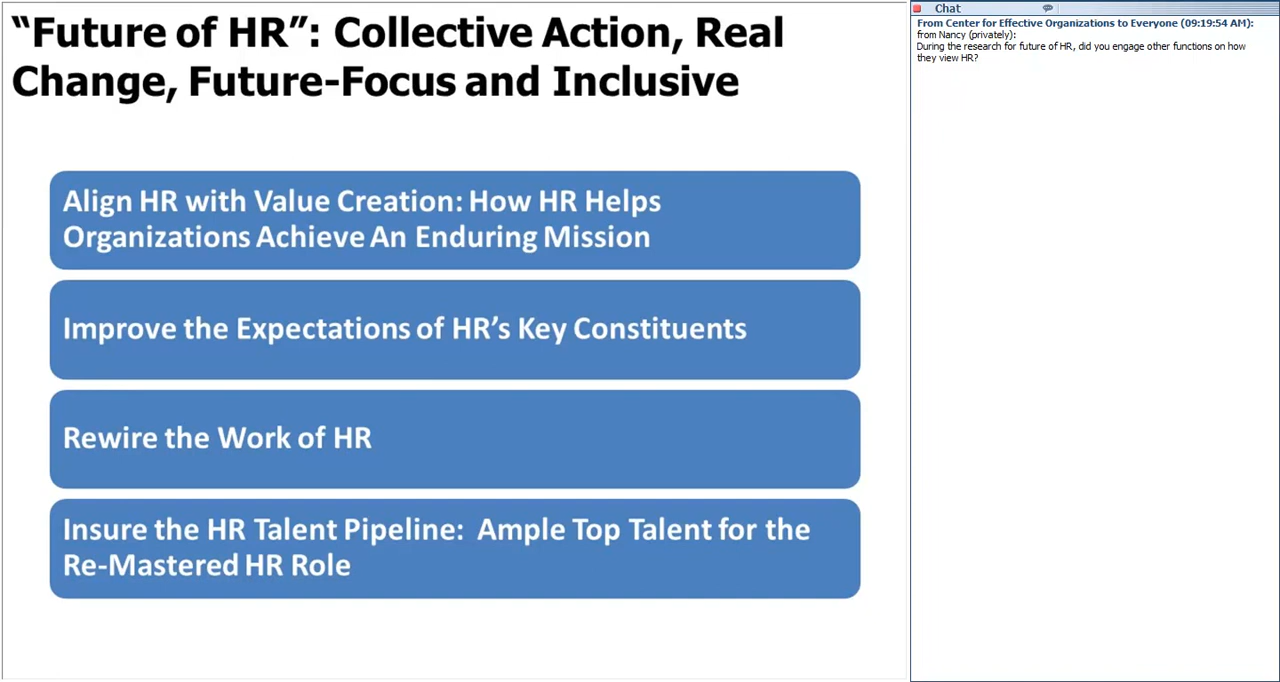 “Future of HR”: Collective Action, Real
Change, Future-Focus and Inclusive
Align HR with Value Creation: How HR Helps
Organizations Achieve An Enduring Mission
Improve the Expectations of HR’s Key Constituents
Rewire the Work of HR
Insure the HR Talent Pipeline:  Ample Top Talent for the
Re-Mastered HR Role
Chat
From Center for Effective Organizations to Everyone (09:19:54 AM):
from Nancy (privately):
During the research for future of HR, did you engage other functions on how
they view HR?